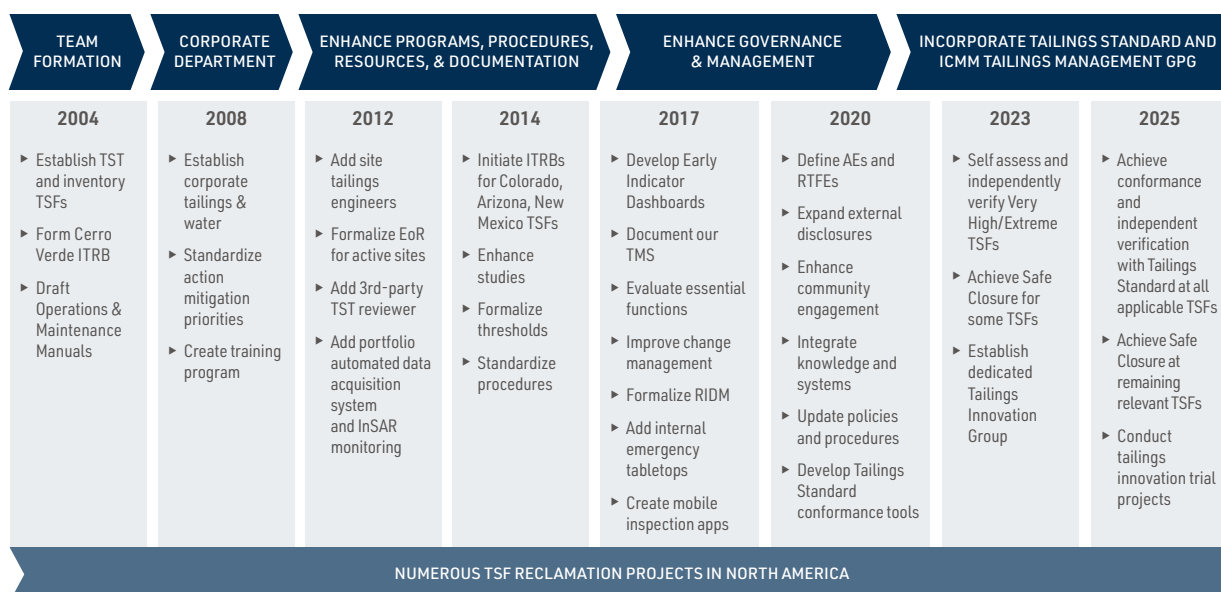 TEAM
FORMATION
CORPORATE
DEPARTMENT
ENHANCE PROGRAMS, PROCEDURES,
RESOURCES, & DOCUMENTATION
ENHANCE GOVERNANCE
& MANAGEMENT
INCORPORATE TAILINGS STANDARD AND
ICMM TAILINGS MANAGEMENT GPG
2004
▶ Establish TST
and inventory
TSFs
▶ Form Cerro
Verde ITRB
▶ Draft
Operations &
Maintenance
Manuals
2008
▶ Establish
corporate
tailings &
water
▶ Standardize
action
mitigation
priorities
▶ Create training
program
2012
▶ Add site
tailings
engineers
▶ Formalize EoR
for active sites
▶ Add 3rd-party
TST reviewer
▶ Add portfolio
automated data
acquisition
system
and InSAR
monitoring
2014
▶ Initiate ITRBs
for Colorado,
Arizona, New
Mexico TSFs
▶ Enhance
studies
▶ Formalize
thresholds
▶ Standardize
procedures
2017
▶ Develop Early
Indicator
Dashboards
▶ Document our
TMS
▶ Evaluate essential
functions
▶ Improve change
management
▶ Formalize RIDM
▶ Add internal
emergency
tabletops
▶ Create mobile
inspection apps
2020
▶ Define AEs and
RTFEs
▶ Expand external
disclosures
▶ Enhance
community
engagement
▶ Integrate
knowledge and
systems
▶ Update policies
and procedures
▶ Develop Tailings
Standard
conformance tools
2023
▶ Self assess and
independently
verify Very
High/Extreme
TSFs
▶ Achieve Safe
Closure for
some TSFs
▶ Establish
dedicated
Tailings
Innovation
Group
2025
▶ Achieve
conformance
and
independent
verification
with Tailings
Standard at all
applicable TSFs
▶ Achieve Safe
Closure at
remaining
relevant TSFs
▶ Conduct
tailings
innovation trial
projects
NUMEROUS TSF RECLAMATION PROJECTS IN NORTH AMERICA